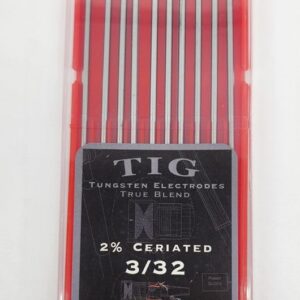 TIG
TUNGSTEN ELECTRODES
TRUE BLEND
2% CERIATED
3/32